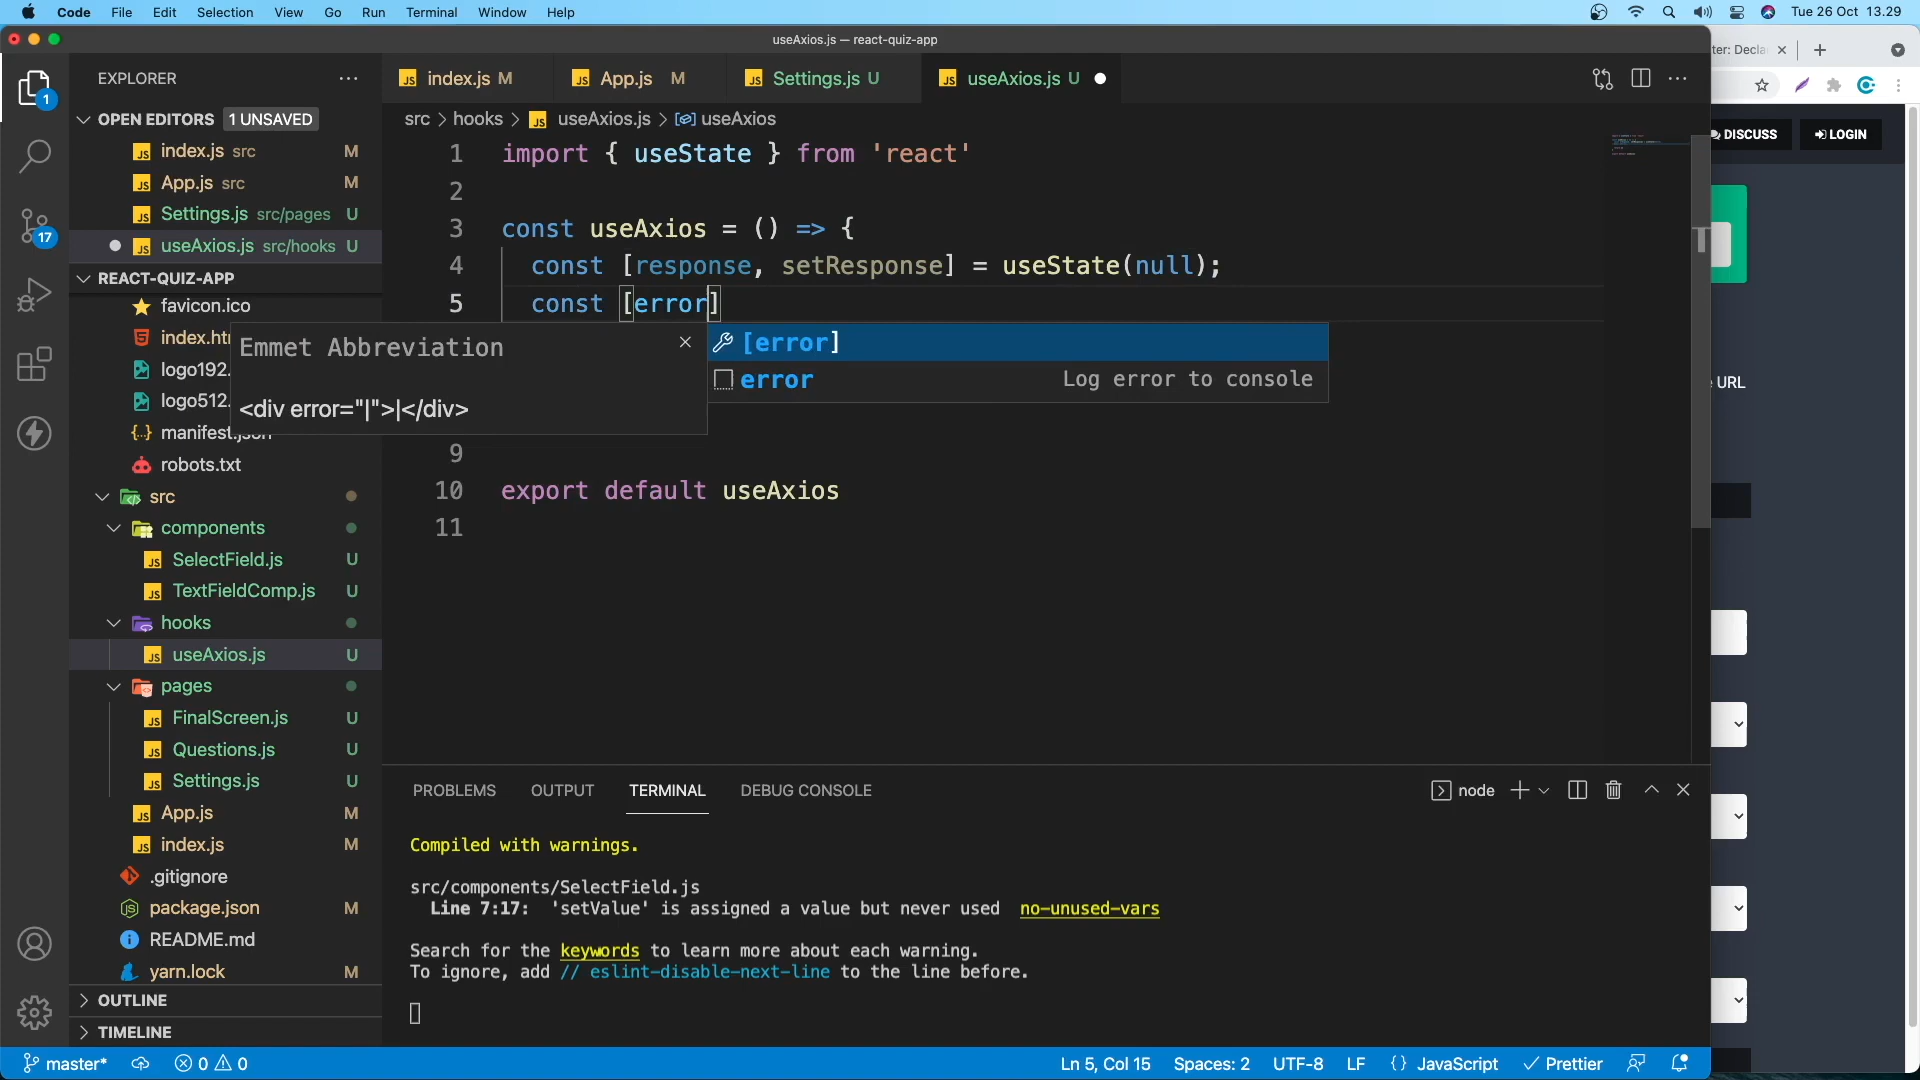 Code File Edit Selection View Go Run Terminal Window Help Tue 26 Oct 13.29
useAxios.js — react-quiz-app
EXPLORER
OPEN EDITORS 1 UNSAVED
index.js src M
App.js src M
Settings.js src/pages U
useAxios.js src/hooks U
REACT-QUIZ-APP
favicon.ico
logo192.
logo512.
robots.txt
src
components
SelectField.js U
TextFieldComp.js U
hooks
useAxios.js U
pages
FinalScreen.js U
Questions.js U
Settings.js U
App.js M
index.js M
.gitignore
package.json M
README.md
yarn.lock M
OUTLINE
TIMELINE
1
17
index.js M App.js M Settings.js U useAxios.js U
src > hooks > useAxios.js > useAxios
1 import { useState } from 'react'
2
3 const useAxios = () => {
4 const [response, setResponse] = useState(null);
5 const [error]
Emmet Abbreviation
<div error="|">|</div>
[error]
error Log error to console
9
10 export default useAxios
11
PROBLEMS OUTPUT TERMINAL DEBUG CONSOLE node
Compiled with warnings.
src/components/SelectField.js
Line 7:17: 'setValue' is assigned a value but never used no-unused-vars
Search for the keywords to learn more about each warning.
To ignore, add // eslint-disable-next-line to the line before.
master* 0 0 Ln 5, Col 15 Spaces: 2 UTF-8 LF {} JavaScript Prettier
ter: Decla
DISCUSS LOGIN
URL